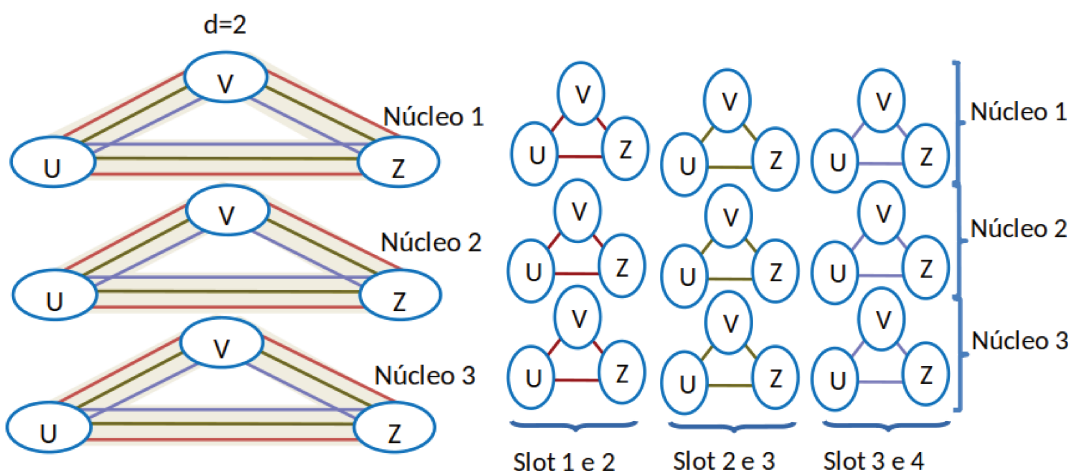 d=2
V
Núcleo 1
U
Z
V
Núcleo 2
U
Z
V
Núcleo 3
U
Z
V
V
V
Núcleo 1
U
Z
U
Z
U
Z
V
V
V
Núcleo 2
U
Z
U
Z
U
Z
V
V
V
Núcleo 3
U
Z
U
Z
U
Z
Slot 1 e 2
Slot 2 e 3
Slot 3 e 4